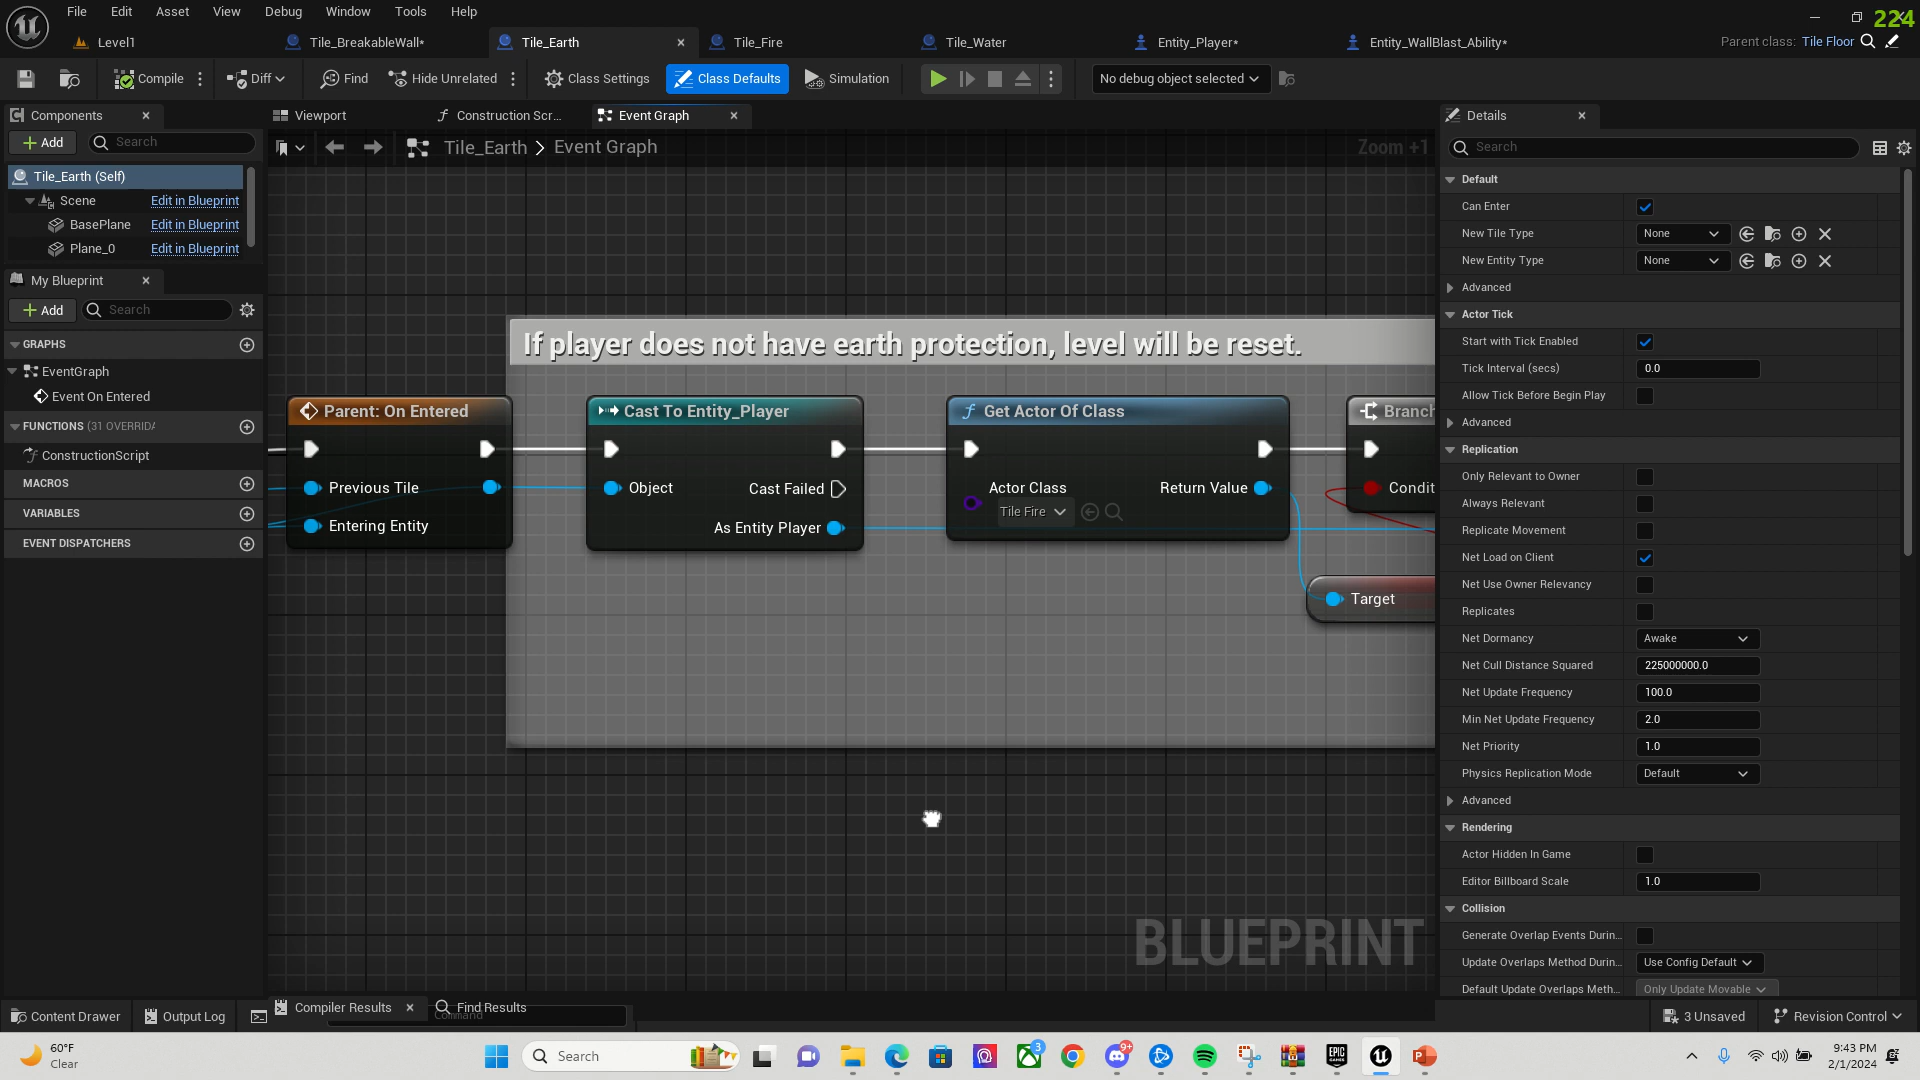 File Edit Asset View Debug Window Tools Help
224
Level1 Tile_BreakableWall* Tile_Earth Tile_Fire Tile_Water Entity_Player* Entity_WallBlast_Ability* Parent class: Tile Floor
Compile Diff Find Hide Unrelated Class Settings Class Defaults Simulation No debug object selected
Components
Add Search
Tile_Earth (Self)
Scene Edit in Blueprint
BasePlane Edit in Blueprint
Plane_0 Edit in Blueprint
My Blueprint
Add Search
GRAPHS
EventGraph
Event On Entered
FUNCTIONS (31 OVERRIDA
ConstructionScript
MACROS
VARIABLES
EVENT DISPATCHERS
Viewport Construction Scr... Event Graph
Tile_Earth > Event Graph Zoom +1
If player does not have earth protection, level will be reset.
Parent: On Entered
Previous Tile
Entering Entity
Cast To Entity_Player
Object Cast Failed
As Entity Player
Get Actor Of Class
Actor Class Return Value
Tile Fire
Branch
Condit
Target
BLUEPRINT
Details
Search
Default
Can Enter
New Tile Type None
New Entity Type None
Advanced
Actor Tick
Start with Tick Enabled
Tick Interval (secs) 0.0
Allow Tick Before Begin Play
Advanced
Replication
Only Relevant to Owner
Always Relevant
Replicate Movement
Net Load on Client
Net Use Owner Relevancy
Replicates
Net Dormancy Awake
Net Cull Distance Squared 225000000.0
Net Update Frequency 100.0
Min Net Update Frequency 2.0
Net Priority 1.0
Physics Replication Mode Default
Advanced
Rendering
Actor Hidden In Game
Editor Billboard Scale 1.0
Collision
Generate Overlap Events Durin...
Update Overlaps Method Durin... Use Config Default
Default Update Overlaps Meth... Only Update Movable
Compiler Results Find Results
Content Drawer Output Log Command 3 Unsaved Revision Control
60°F
Clear
Search
3
9+
EPIC GAMES
9:43 PM
2/1/2024